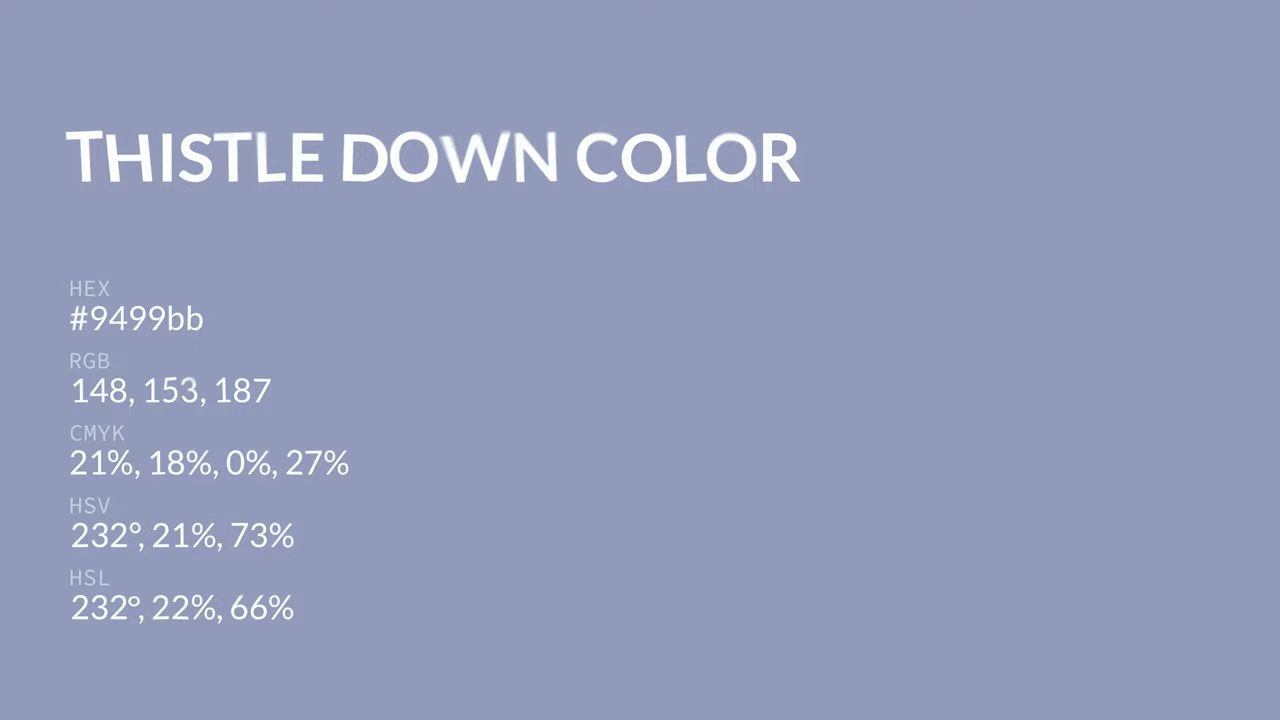 THISTLE DOWN COLOR
HEX
#9499bb
RGB
148, 153, 187
CMYK
21%, 18%, 0%, 27%
HSV
232°, 21%, 73%
HSL
232°, 22%, 66%